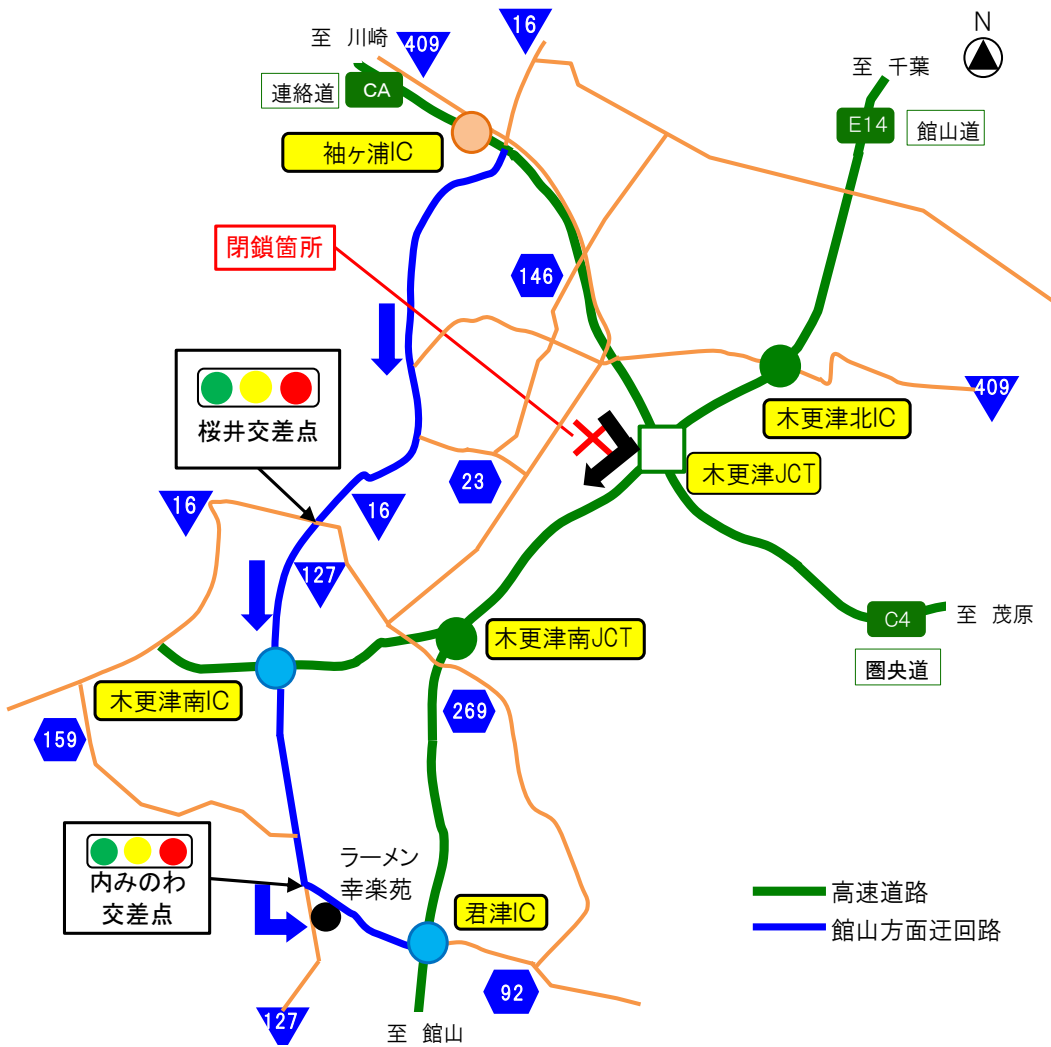 N
16
至 川崎
409
至 千葉
連絡道
CA
E14
館山道
袖ヶ浦IC
閉鎖箇所
146
409
木更津北IC
桜井交差点
23
木更津JCT
16
16
127
C4
至 茂原
木更津南JCT
圏央道
木更津南IC
269
159
内みのわ
交差点
ラーメン
幸楽苑
君津IC
高速道路
館山方面迂回路
92
127
至 館山